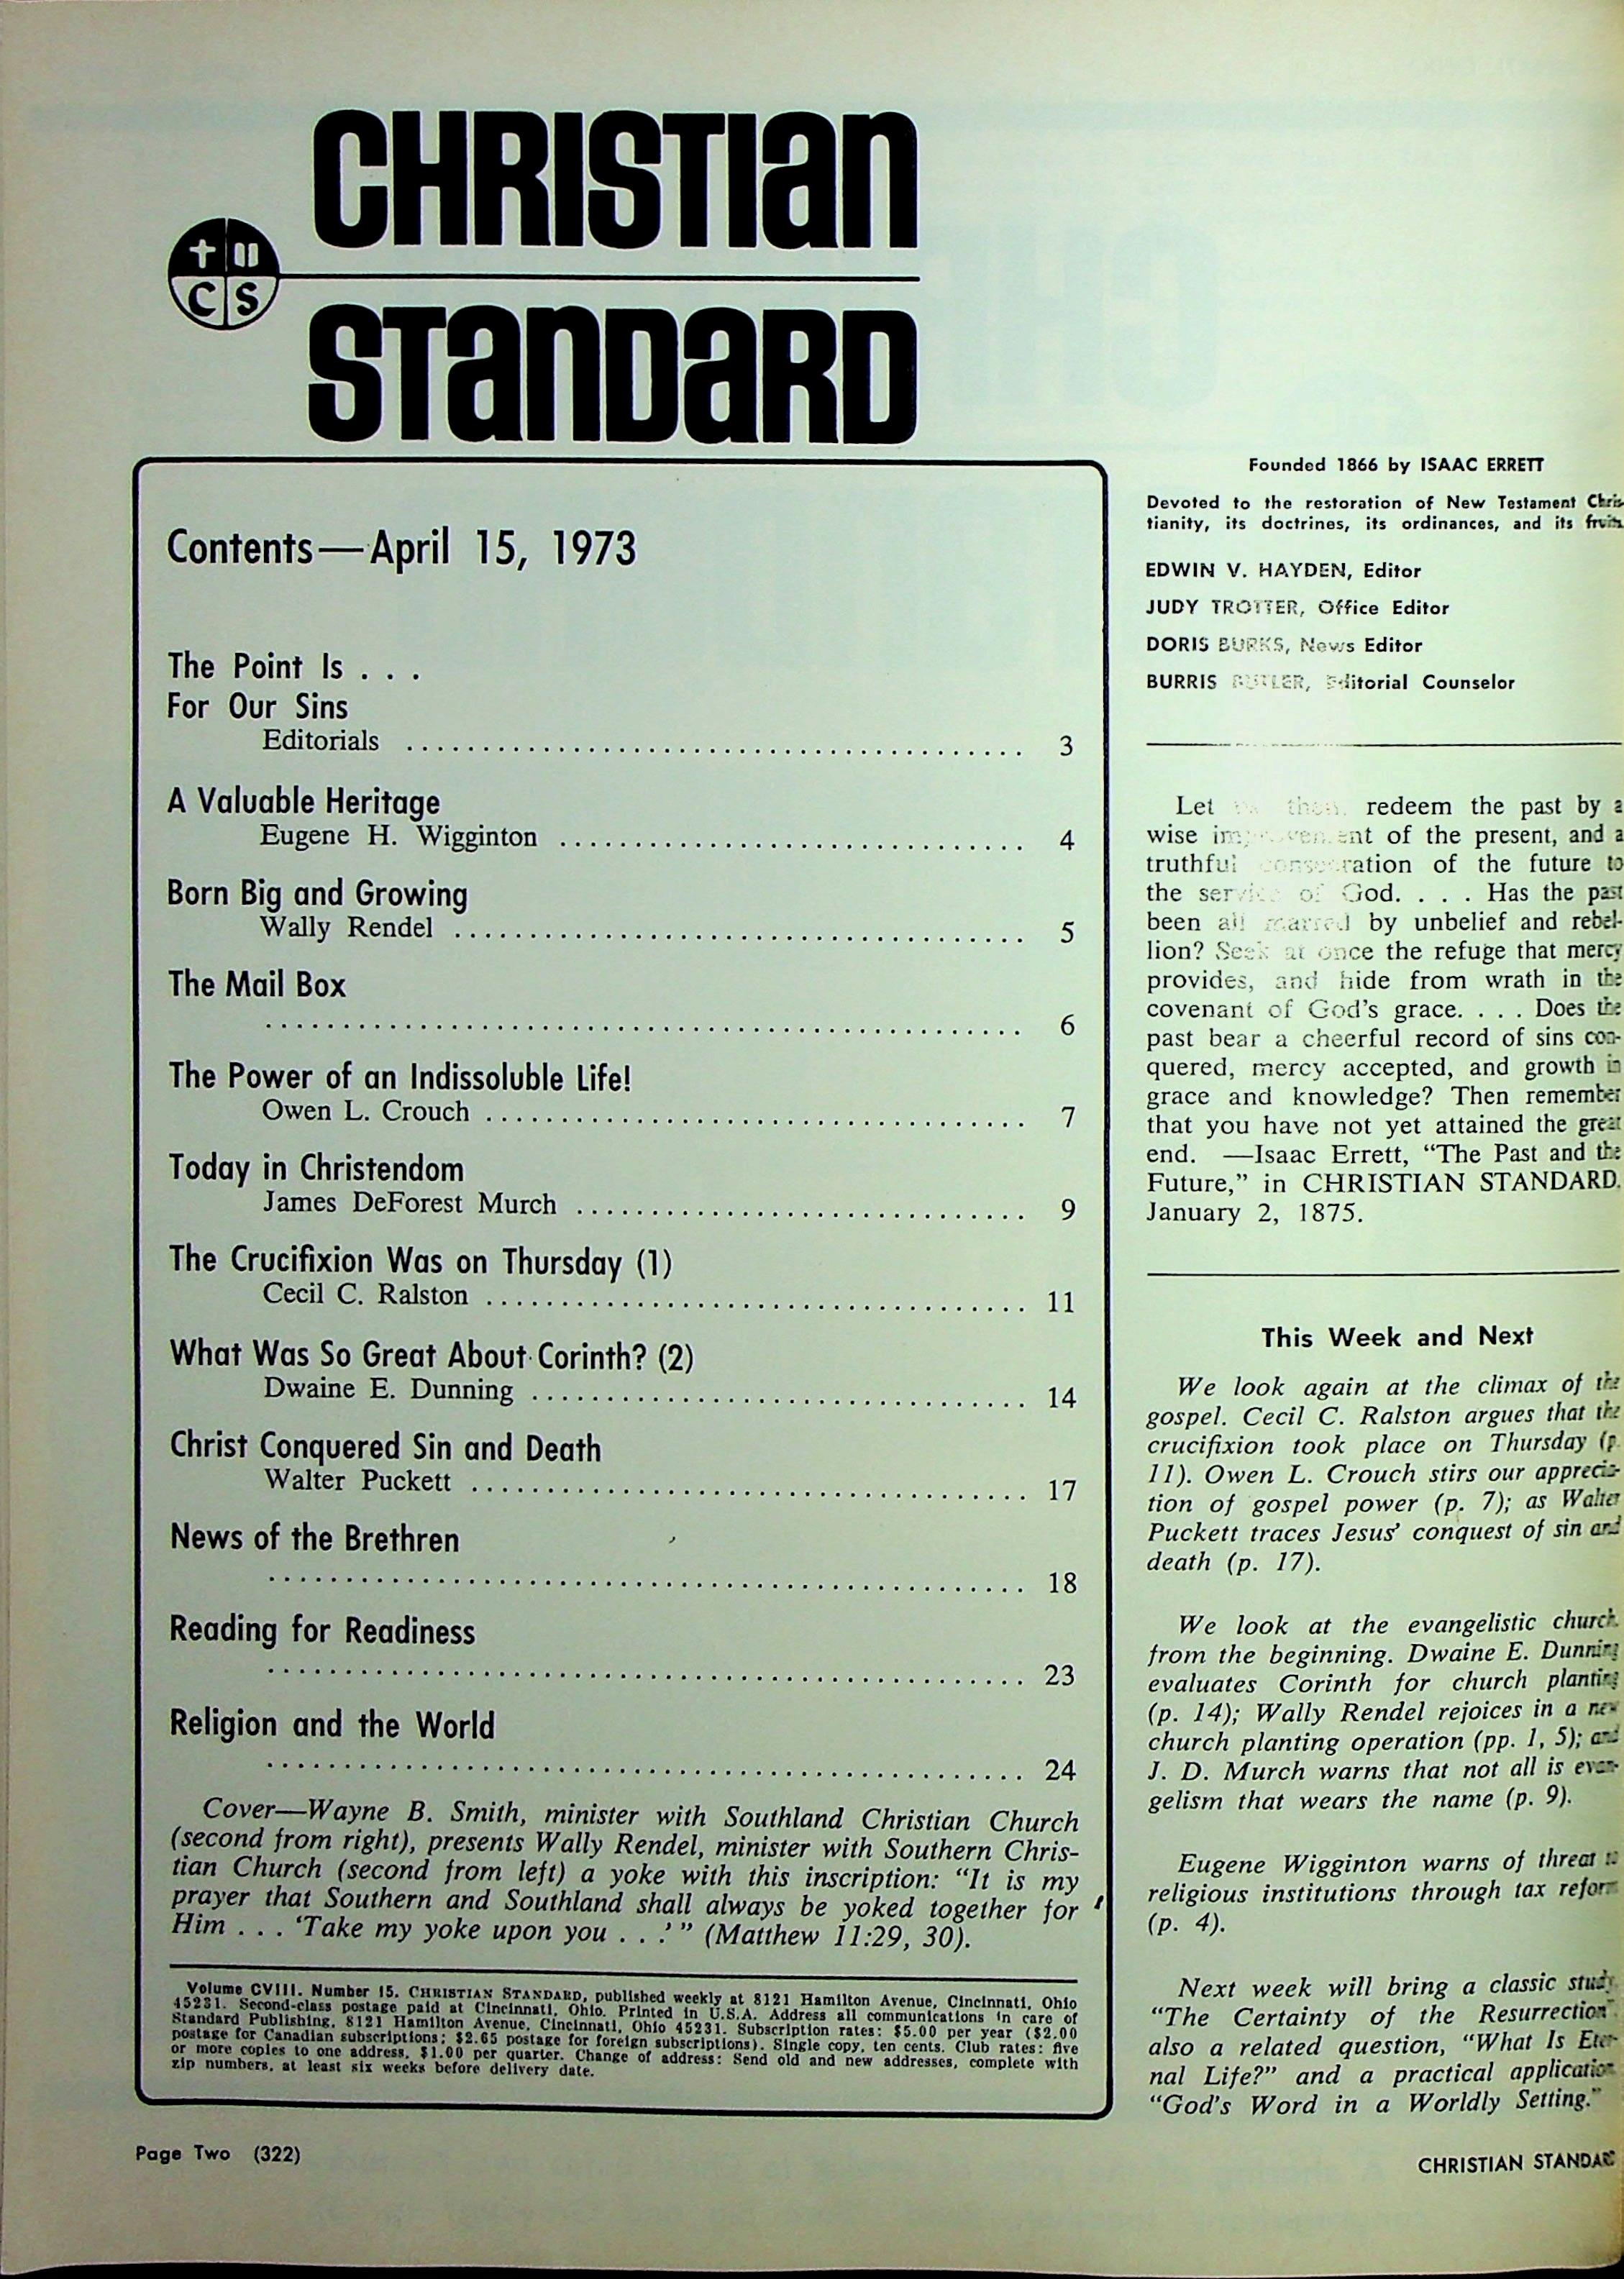 CHRISTIAN
STANDARD
C S
Contents—April 15, 1973
The Point Is . . .
For Our Sins
Editorials ........................................ 3
A Valuable Heritage
Eugene H. Wigginton ............................... 4
Born Big and Growing
Wally Rendel ...................................... 5
The Mail Box
.................................................. 6
The Power of an Indissoluble Life!
Owen L. Crouch .................................... 7
Today in Christendom
James DeForest Murch .............................. 9
The Crucifixion Was on Thursday (1)
Cecil C. Ralston .................................... 11
What Was So Great About Corinth? (2)
Dwaine E. Dunning ................................. 14
Christ Conquered Sin and Death
Walter Puckett ..................................... 17
News of the Brethren
.................................................. 18
Reading for Readiness
.................................................. 23
Religion and the World
.................................................. 24
Cover—Wayne B. Smith, minister with Southland Christian Church
(second from right), presents Wally Rendel, minister with Southern Chris-
tian Church (second from left) a yoke with this inscription: “It is my
prayer that Southern and Southland shall always be yoked together for
Him . . . ‘Take my yoke upon you . . .’ ” (Matthew 11:29, 30).
Volume CVIII. Number 15. CHRISTIAN STANDARD, published weekly at 8121 Hamilton Avenue, Cincinnati, Ohio
45231. Second-class postage paid at Cincinnati, Ohio. Printed in U.S.A. Address all communications in care of
Standard Publishing, 8121 Hamilton Avenue, Cincinnati, Ohio 45231. Subscription rates: $5.00 per year ($2.00
postage for Canadian subscriptions; $2.65 postage for foreign subscriptions). Single copy, ten cents. Club rates: five
or more copies to one address, $1.00 per quarter. Change of address: Send old and new addresses, complete with
zip numbers, at least six weeks before delivery date.
Page Two (322)
Founded 1866 by ISAAC ERRETT
Devoted to the restoration of New Testament Chris-
tianity, its doctrines, its ordinances, and its fruits
EDWIN V. HAYDEN, Editor
JUDY TROTTER, Office Editor
DORIS BURKS, News Editor
BURRIS BUTLER, Editorial Counselor
Let then, redeem the past by a
wise improvement of the present, and a
truthful consecration of the future to
the service of God. . . . Has the past
been all marred by unbelief and rebel-
lion? Seek at once the refuge that mercy
provides, and hide from wrath in the
covenant of God’s grace. . . . Does the
past bear a cheerful record of sins con-
quered, mercy accepted, and growth in
grace and knowledge? Then remember
that you have not yet attained the great
end. —Isaac Errett, “The Past and the
Future,” in CHRISTIAN STANDARD,
January 2, 1875.
This Week and Next
We look again at the climax of the
gospel. Cecil C. Ralston argues that the
crucifixion took place on Thursday (p.
11). Owen L. Crouch stirs our apprecia-
tion of gospel power (p. 7); as Walter
Puckett traces Jesus’ conquest of sin and
death (p. 17).
We look at the evangelistic church
from the beginning. Dwaine E. Dunning
evaluates Corinth for church planting
(p. 14); Wally Rendel rejoices in a new
church planting operation (pp. 1, 5); and
J. D. Murch warns that not all is evan-
gelism that wears the name (p. 9).
Eugene Wigginton warns of threat to
religious institutions through tax reform
(p. 4).
Next week will bring a classic study
“The Certainty of the Resurrection”
also a related question, “What Is Eter-
nal Life?” and a practical application
“God’s Word in a Worldly Setting.”
CHRISTIAN STANDARD